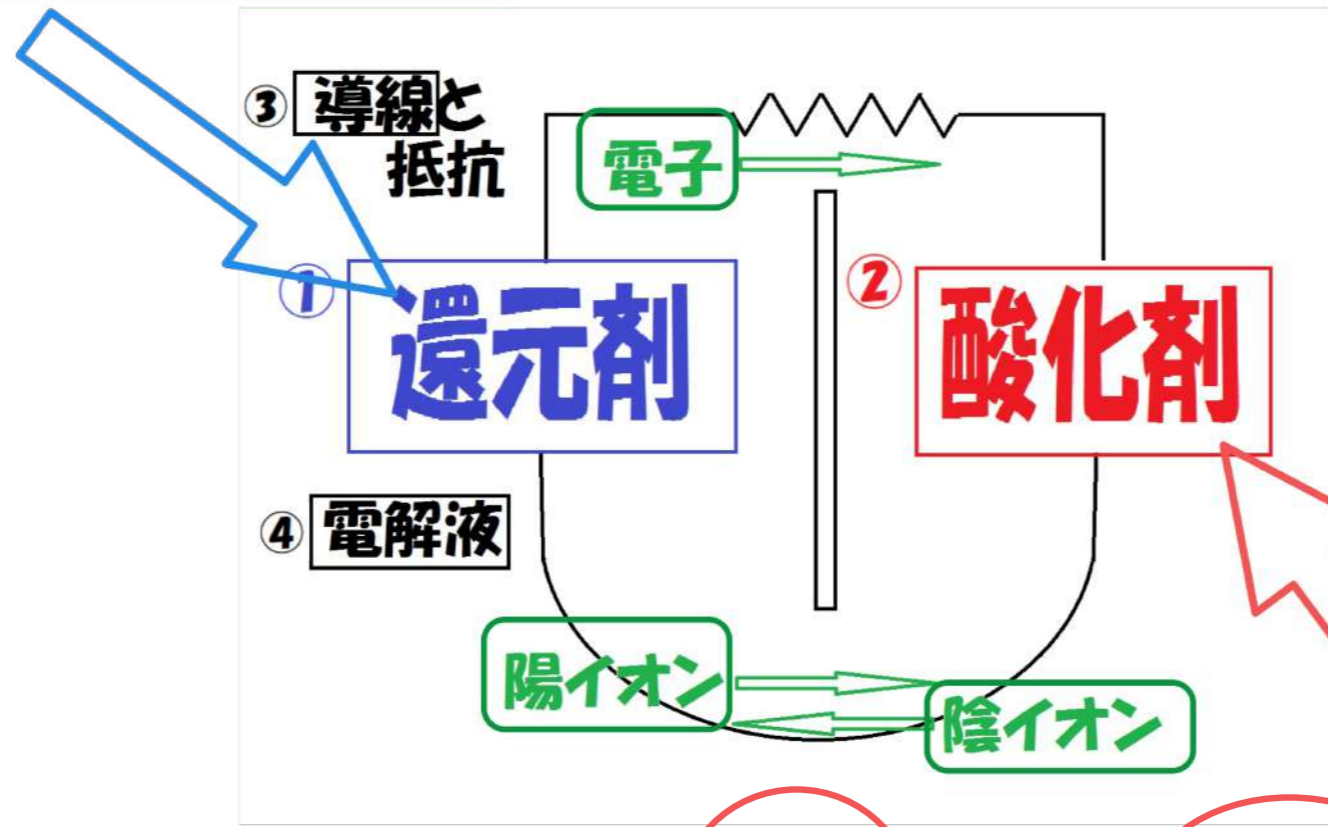 ③ 導線と
抵抗
電子
① 還元剤
② 酸化剤
④ 電解液
陽イオン
陰イオン